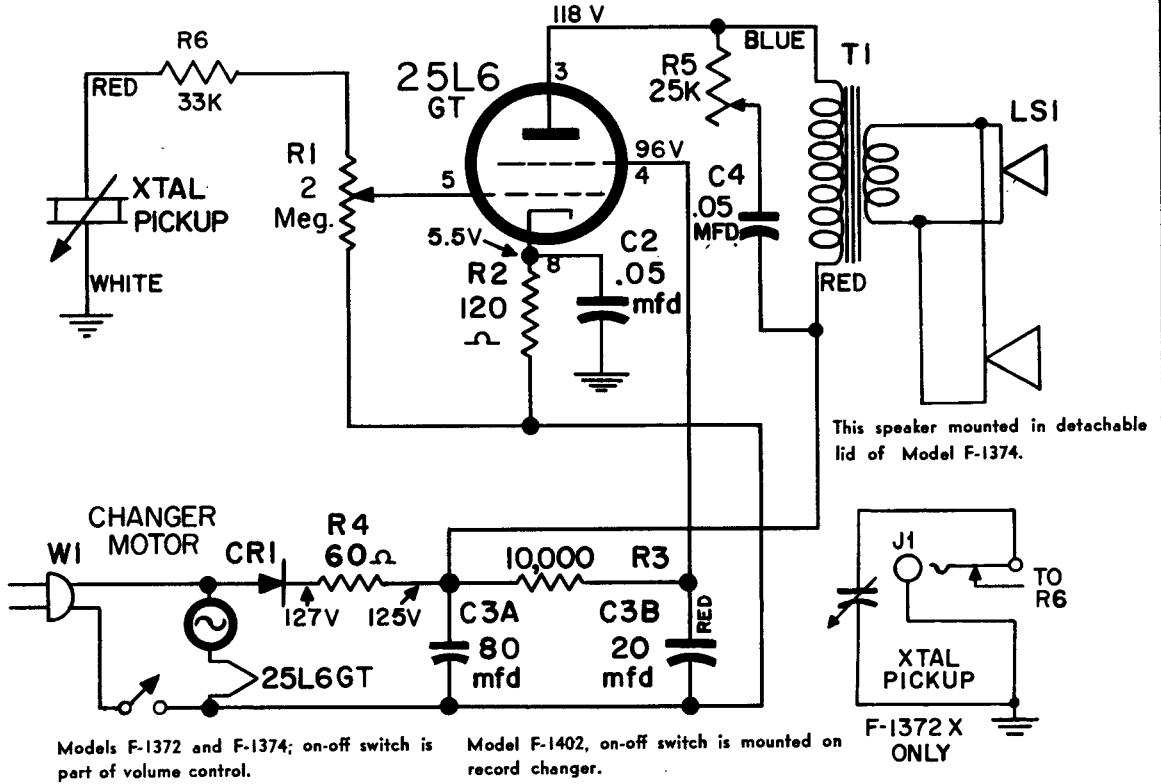 118 V
R6
BLUE
T1
RED
33K
25L6
GT
3
R5
25K
LS1
R1
2
Meg.
XTAL
PICKUP
5
96V
4
C4
.05
MFD
5.5V
8
C2
.05
mfd
R2
120
Ω
WHITE
RED
This speaker mounted in detachable
lid of Model F-1374.
CHANGER
MOTOR
W1
CR1
R4
60Ω
10,000
R3
127V
125V
C3A
80
mfd
C3B
20
mfd
RED
25L6GT
J1
TO
R6
XTAL
PICKUP
F-1372X
ONLY
Models F-1372 and F-1374; on-off switch is
part of volume control.
Model F-1402, on-off switch is mounted on
record changer.